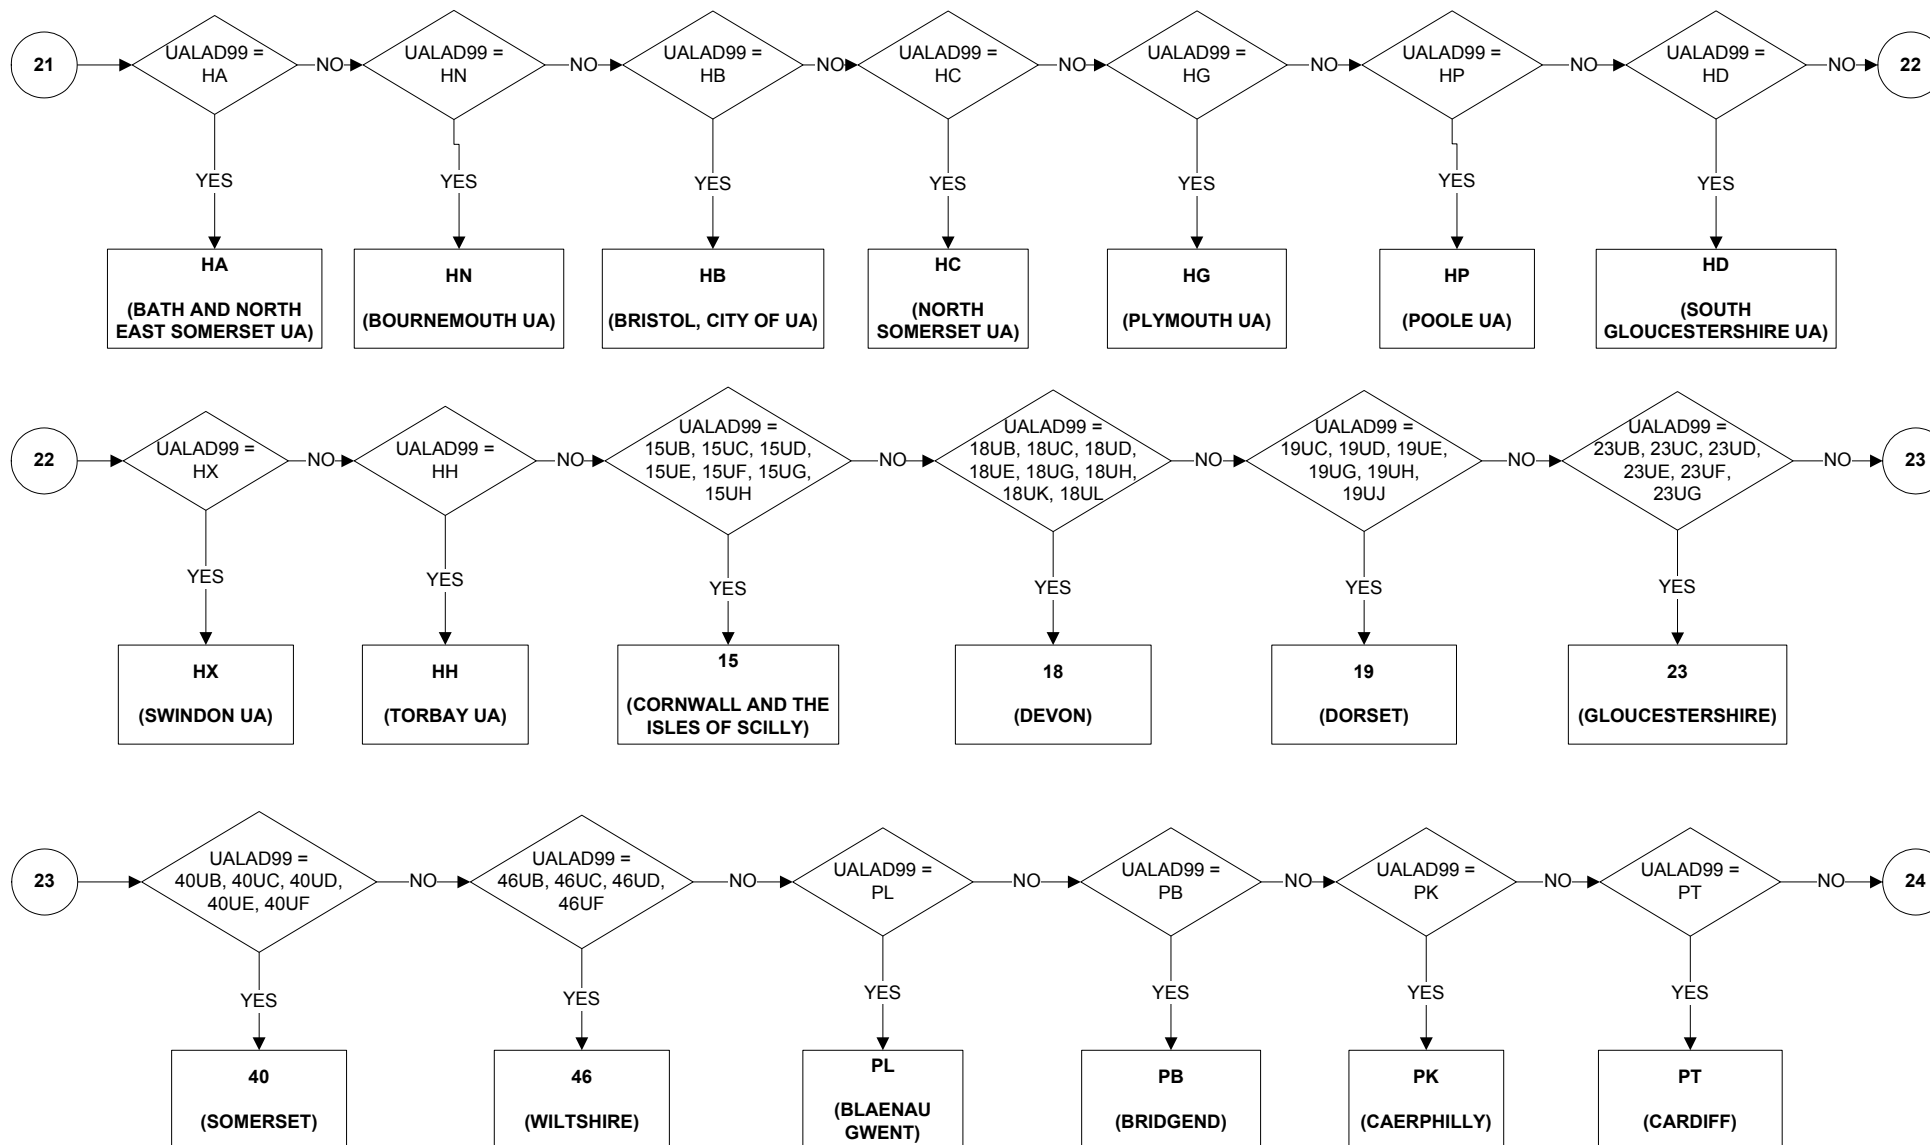 21
UALAD99 =
HA
NO
UALAD99 =
HN
NO
UALAD99 =
HB
NO
UALAD99 =
HC
NO
UALAD99 =
HG
NO
UALAD99 =
HP
NO
UALAD99 =
HD
NO
22
YES
YES
YES
YES
YES
YES
YES
HA
(BATH AND NORTH
EAST SOMERSET UA)
HN
(BOURNEMOUTH UA)
HB
(BRISTOL, CITY OF UA)
HC
(NORTH
SOMERSET UA)
HG
(PLYMOUTH UA)
HP
(POOLE UA)
HD
(SOUTH
GLOUCESTERSHIRE UA)
22
UALAD99 =
HX
NO
UALAD99 =
HH
NO
UALAD99 =
15UB, 15UC, 15UD,
15UE, 15UF, 15UG,
15UH
NO
UALAD99 =
18UB, 18UC, 18UD,
18UE, 18UG, 18UH,
18UK, 18UL
NO
UALAD99 =
19UC, 19UD, 19UE,
19UG, 19UH,
19UJ
NO
UALAD99 =
23UB, 23UC, 23UD,
23UE, 23UF,
23UG
NO
23
YES
YES
YES
YES
YES
YES
HX
(SWINDON UA)
HH
(TORBAY UA)
15
(CORNWALL AND THE
ISLES OF SCILLY)
18
(DEVON)
19
(DORSET)
23
(GLOUCESTERSHIRE)
23
UALAD99 =
40UB, 40UC, 40UD,
40UE, 40UF
NO
UALAD99 =
46UB, 46UC, 46UD,
46UF
NO
UALAD99 =
PL
NO
UALAD99 =
PB
NO
UALAD99 =
PK
NO
UALAD99 =
PT
NO
24
YES
YES
YES
YES
YES
YES
40
(SOMERSET)
46
(WILTSHIRE)
PL
(BLAENAU
GWENT)
PB
(BRIDGEND)
PK
(CAERPHILLY)
PT
(CARDIFF)